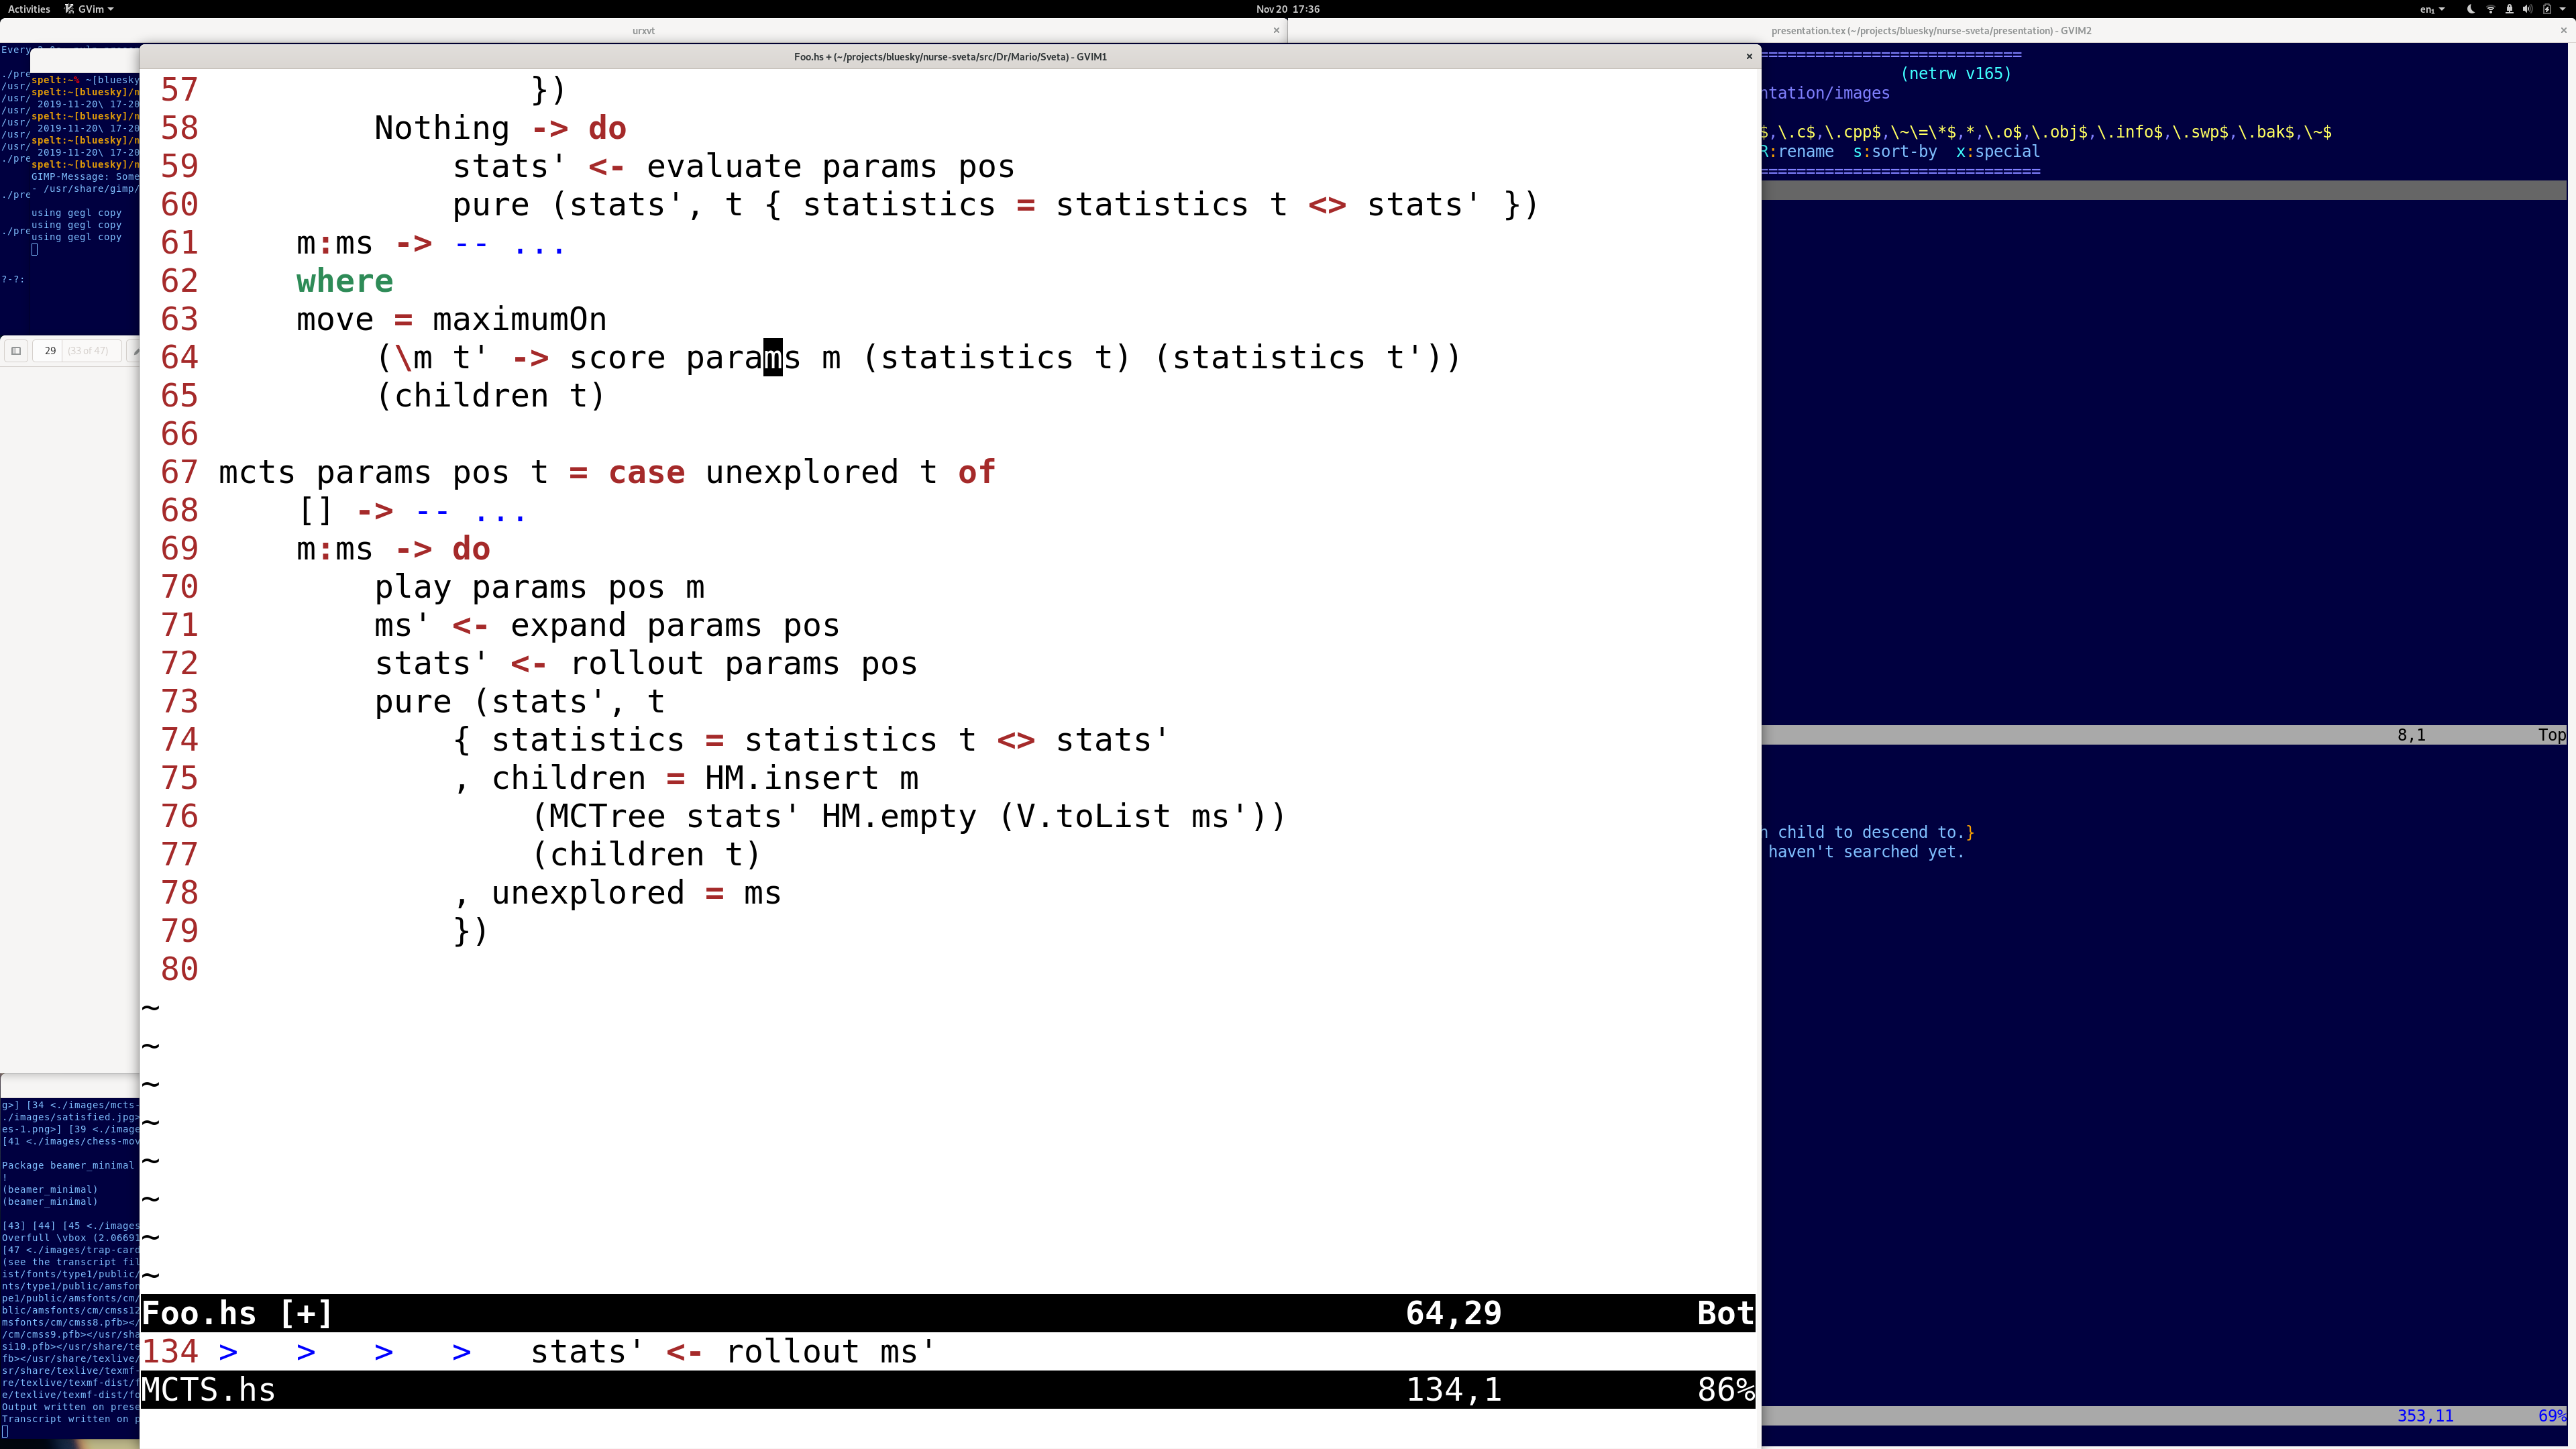 Activities GVim Nov 20 17:36 en₁
urxvt ×
presentation.tex (~/projects/bluesky/nurse-sveta/presentation) - GVIM2 ×
Foo.hs + (~/projects/bluesky/nurse-sveta/src/Dr/Mario/Sveta) - GVIM1 ×
57 })
58 Nothing -> do
59 stats' <- evaluate params pos
60 pure (stats', t { statistics = statistics t <> stats' })
61 m:ms -> -- ...
62 where
63 move = maximumOn
64 (\m t' -> score params m (statistics t) (statistics t'))
65 (children t)
66
67 mcts params pos t = case unexplored t of
68 [] -> -- ...
69 m:ms -> do
70 play params pos m
71 ms' <- expand params pos
72 stats' <- rollout params pos
73 pure (stats', t
74 { statistics = statistics t <> stats'
75 , children = HM.insert m
76 (MCTree stats' HM.empty (V.toList ms'))
77 (children t)
78 , unexplored = ms
79 })
80
~
~
~
~
~
~
~
~
Foo.hs [+] 64,29 Bot
134 > > > > stats' <- rollout ms'
MCTS.hs 134,1 86%
Every
./pre
/usr/
/usr/
/usr/
/usr/
/usr/
/usr/
./pre
./pre
./pre
?-?:
spelt:~% ~[bluesky
spelt:~[bluesky]/n
2019-11-20\ 17-20
spelt:~[bluesky]/n
2019-11-20\ 17-20
spelt:~[bluesky]/n
2019-11-20\ 17-20
spelt:~[bluesky]/n
GIMP-Message: Some
- /usr/share/gimp/
using gegl copy
using gegl copy
using gegl copy
29 (33 of 47)
g>] [34 <./images/mcts-
./images/satisfied.jpg>
es-1.png>] [39 <./image
[41 <./images/chess-mov
Package beamer_minimal
!
(beamer_minimal)
(beamer_minimal)
[43] [44] [45 <./images
Overfull \vbox (2.06691
[47 <./images/trap-card
(see the transcript fil
ist/fonts/type1/public/
nts/type1/public/amsfon
pe1/public/amsfonts/cm/
blic/amsfonts/cm/cmss12
msfonts/cm/cmss8.pfb></
/cm/cmss9.pfb></usr/sha
si10.pfb></usr/share/te
fb></usr/share/texlive/
sr/share/texlive/texmf-
re/texlive/texmf-dist/f
e/texlive/texmf-dist/fo
Output written on prese
Transcript written on p
============================
(netrw v165)
ntation/images
$,\.c$,\.cpp$,\~\=\*$,*,\.o$,\.obj$,\.info$,\.swp$,\.bak$,\~$
R:rename s:sort-by x:special
==============================
8,1 Top
child to descend to.}
haven't searched yet.
353,11 69%